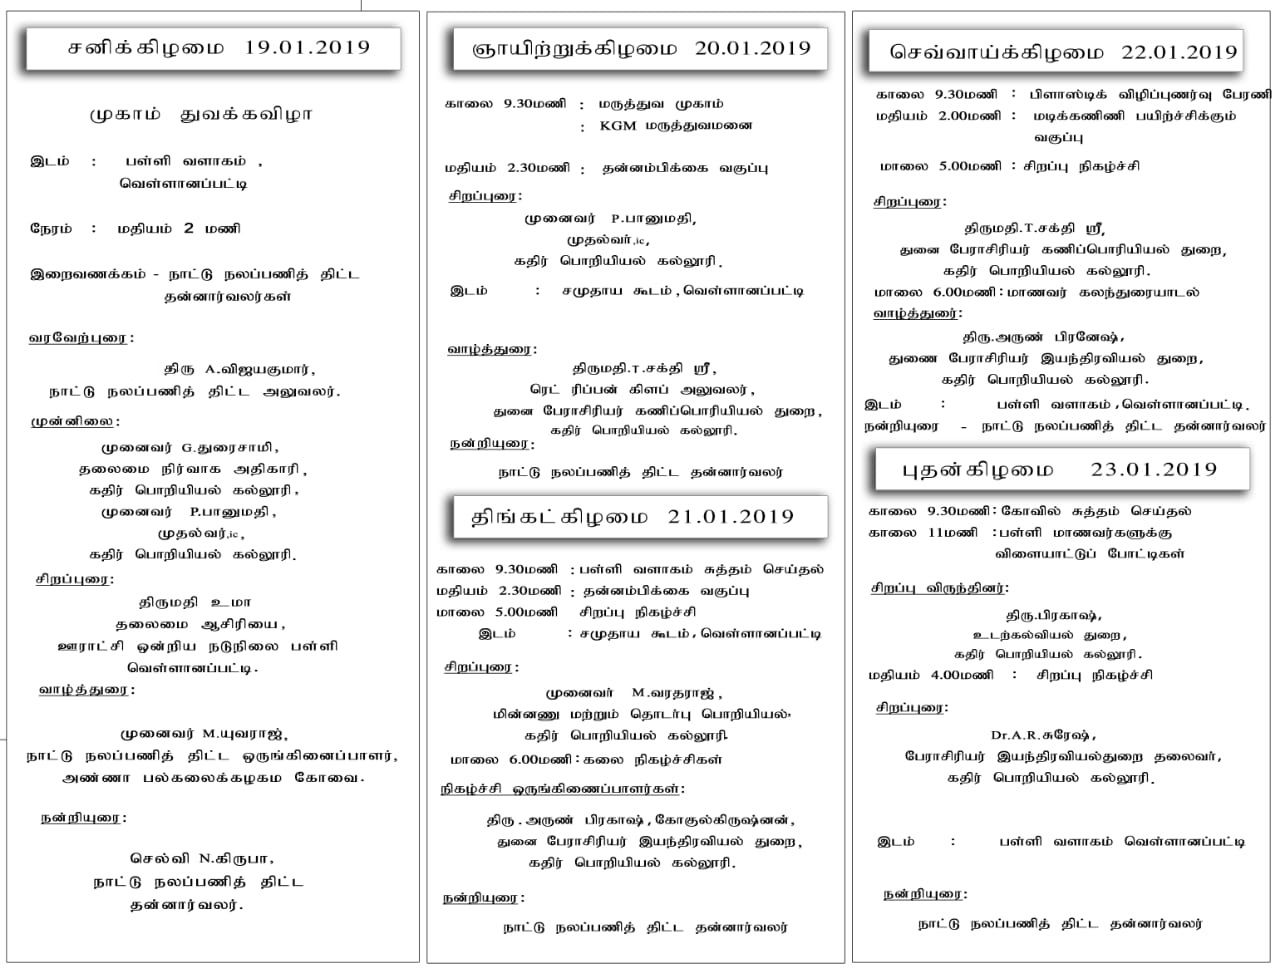 சனிக்கிழமை 19.01.2019
முகாம் துவக்கவிழா
இடம் : பள்ளி வளாகம் ,
வெள்ளானப்பட்டி
நேரம் : மதியம் 2 மணி
இறைவணக்கம் - நாட்டு நலப்பணித் திட்ட
தன்னார்வலர்கள்
வரவேற்புரை:
திரு A.விஜயகுமார்,
நாட்டு நலப்பணித் திட்ட அலுவலர்.
முன்னிலை:
முனைவர் G.துரைசாமி,
தலைமை நிர்வாக அதிகாரி,
கதிர் பொறியியல் கல்லூரி,
முனைவர் P.பானுமதி,
முதல்வர்,ic,
கதிர் பொறியியல் கல்லூரி.
சிறப்புரை:
திருமதி உமா
தலைமை ஆசிரியை,
ஊராட்சி ஒன்றிய நடுநிலை பள்ளி
வெள்ளானப்பட்டி.
வாழ்த்துரை:
முனைவர் M.யுவராஜ்,
நாட்டு நலப்பணித் திட்ட ஒருங்கினைப்பாளர்,
அண்ணா பல்கலைக்கழகம கோவை.
நன்றியுரை:
செல்வி N.கிருபா,
நாட்டு நலப்பணித் திட்ட
தன்னார்வலர்.
ஞாயிற்றுக்கிழமை 20.01.2019
காலை 9.30மணி : மருத்துவ முகாம்
: KGM மருத்துவமனை
மதியம் 2.30மணி : தன்னம்பிக்கை வகுப்பு
சிறப்புரை:
முனைவர் P.பானுமதி,
முதல்வர்,ic,
கதிர் பொறியியல் கல்லூரி.
இடம் : சமுதாய கூடம்,வெள்ளானப்பட்டி
வாழ்த்துரை:
திருமதி.T.சக்தி ஸ்ரீ,
ரெட் ரிப்பன் கிளப் அலுவலர்,
துனை பேராசிரியர் கணிப்பொரியியல் துறை,
கதிர் பொறியியல் கல்லூரி.
நன்றியுரை:
நாட்டு நலப்பணித் திட்ட தன்னார்வலர்
திங்கட்கிழமை 21.01.2019
காலை 9.30மணி :பள்ளி வளாகம் சுத்தம் செய்தல்
மதியம் 2.30மணி : தன்னம்பிகை வகுப்பு
மாலை 5.00மணி சிறப்பு நிகழ்ச்சி
இடம் : சமுதாய கூடம்,வெள்ளானப்பட்டி
சிறப்புரை:
முனைவர் M.வரதராஜ்,
மின்னணு மற்றும் தொடர்பு பொறியியல்.
கதிர் பொறியியல் கல்லூரி.
மாலை 6.00மணி:கலை நிகழ்ச்சிகள்
நிகழ்ச்சி ஒருங்கிணைப்பாளர்கள்:
திரு.அருண் பிரகாஷ்,கோகுல்கிருஷ்னன்,
துனை பேராசிரியர் இயந்திரவியல் துறை,
கதிர் பொறியியல் கல்லூரி.
நன்றியுரை:
நாட்டு நலப்பணித் திட்ட தன்னார்வலர்
செவ்வாய்க்கிழமை 22.01.2019
காலை 9.30மணி : பிளாஸ்டிக் விழிப்புணர்வு பேரணி
மதியம் 2.00மணி : மடிக்கணிணி பயிற்ச்சிக்கும்
வகுப்பு
மாலை 5.00மணி : சிறப்பு நிகழ்ச்சி
சிறப்புரை:
திருமதி.T.சக்தி ஸ்ரீ,
துனை பேராசிரியர் கணிப்பொரியியல் துறை,
கதிர் பொறியியல் கல்லூரி.
மாலை 6.00மணி:மாணவர் கலந்துரையாடல்
வாழ்த்துரை:
திரு.அருண் பிரனேஷ்,
துணை பேராசிரியர் இயந்திரவியல் துறை,
கதிர் பொறியியல் கல்லூரி.
இடம் : பள்ளி வளாகம்,வெள்ளானப்பட்டி.
நன்றியுரை - நாட்டு நலப்பணித் திட்ட தன்னார்வலர்
புதன்கிழமை 23.01.2019
காலை 9.30மணி:கோவில் சுத்தம் செய்தல்
காலை 11மணி :பள்ளி மாணவர்களுக்கு
விளையாட்டுப் போட்டிகள்
சிறப்பு விருந்தினர்:
திரு.பிரகாஷ்,
உடற்கல்வியல் துறை,
கதிர் பொறியியல் கல்லூரி.
மதியம் 4.00மணி : சிறப்பு நிகழ்ச்சி
சிறப்புரை:
Dr.A.R.சுரேஷ்,
பேராசிரியர் இயந்திரவியல்துறை தலைவர்,
கதிர் பொறியியல் கல்லூரி.
இடம் : பள்ளி வளாகம் வெள்ளானப்பட்டி
நன்றியுரை:
நாட்டு நலப்பணித் திட்ட தன்னார்வலர்